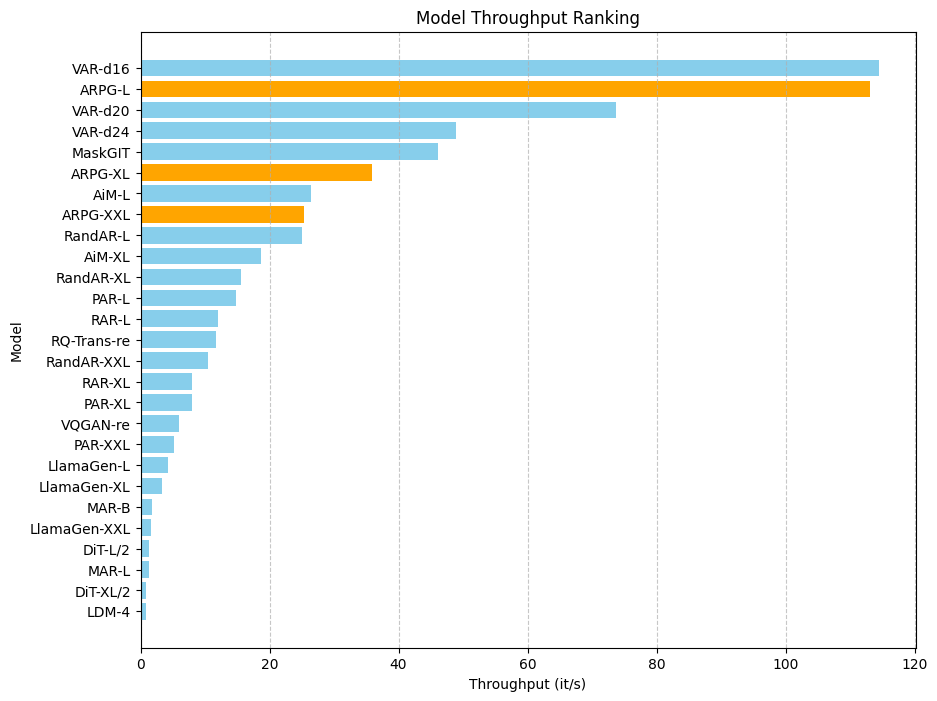 Model Throughput Ranking
VAR-d16
ARPG-L
VAR-d20
VAR-d24
MaskGIT
ARPG-XL
AiM-L
ARPG-XXL
RandAR-L
AiM-XL
RandAR-XL
PAR-L
RAR-L
RQ-Trans-re
RandAR-XXL
RAR-XL
PAR-XL
VQGAN-re
PAR-XXL
LlamaGen-L
LlamaGen-XL
MAR-B
LlamaGen-XXL
DiT-L/2
MAR-L
DiT-XL/2
LDM-4
Model
0 20 40 60 80 100 120
Throughput (it/s)